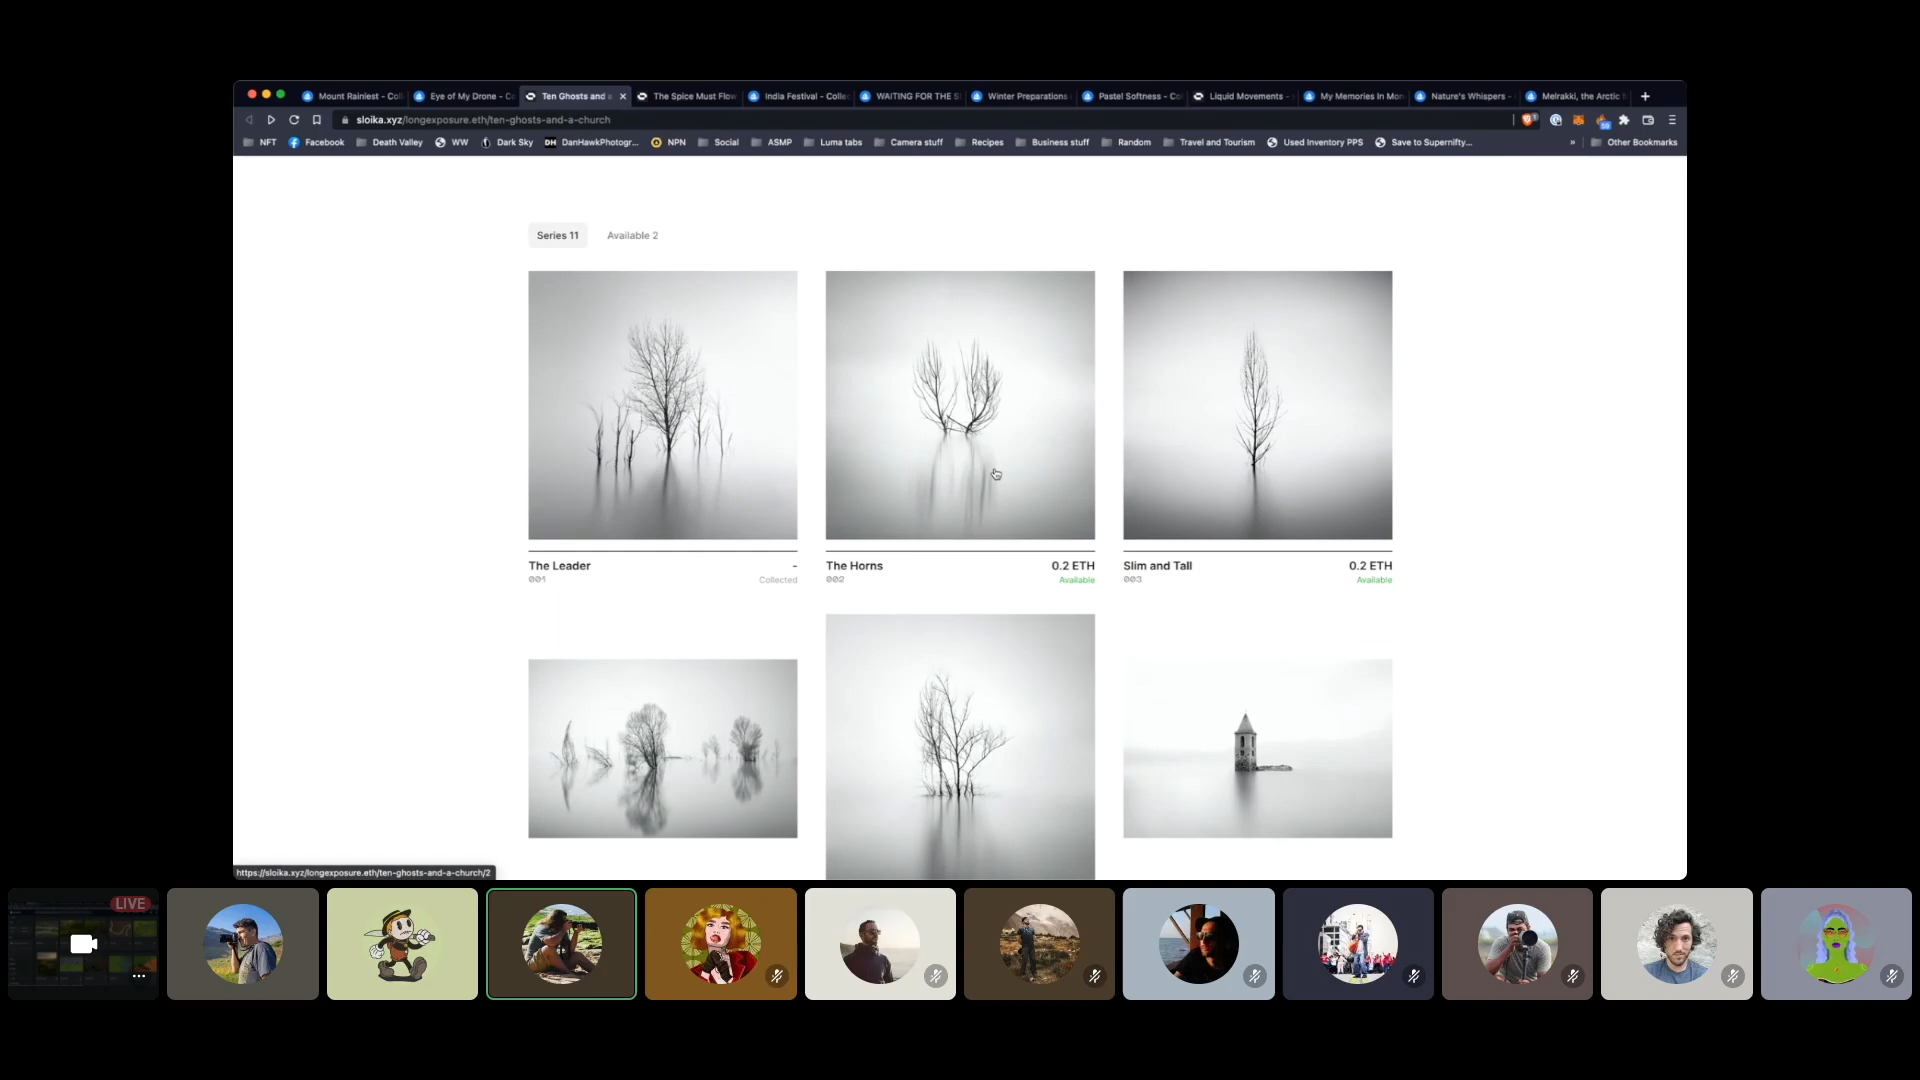 Mount Rainiest - Col
Eye of My Drone - C
Ten Ghosts and a
The Spice Must Flow
India Festival - Colle
WAITING FOR THE S
Winter Preparations
Pastel Softness - Co
Liquid Movements -
My Memories In Mon
Nature's Whispers -
Melrakki, the Arctic
sloika.xyz/longexposure.eth/ten-ghosts-and-a-church
NFT Facebook Death Valley WW Dark Sky DH DanHawkPhotogr... NPN Social ASMP Luma tabs Camera stuff Recipes Business stuff Random Travel and Tourism Used Inventory PPS Save to Supernifty... » Other Bookmarks
Series 11 Available 2
The Leader -
001 Collected
The Horns 0.2 ETH
002 Available
Slim and Tall 0.2 ETH
003 Available
https://sloika.xyz/longexposure.eth/ten-ghosts-and-a-church/2
LIVE